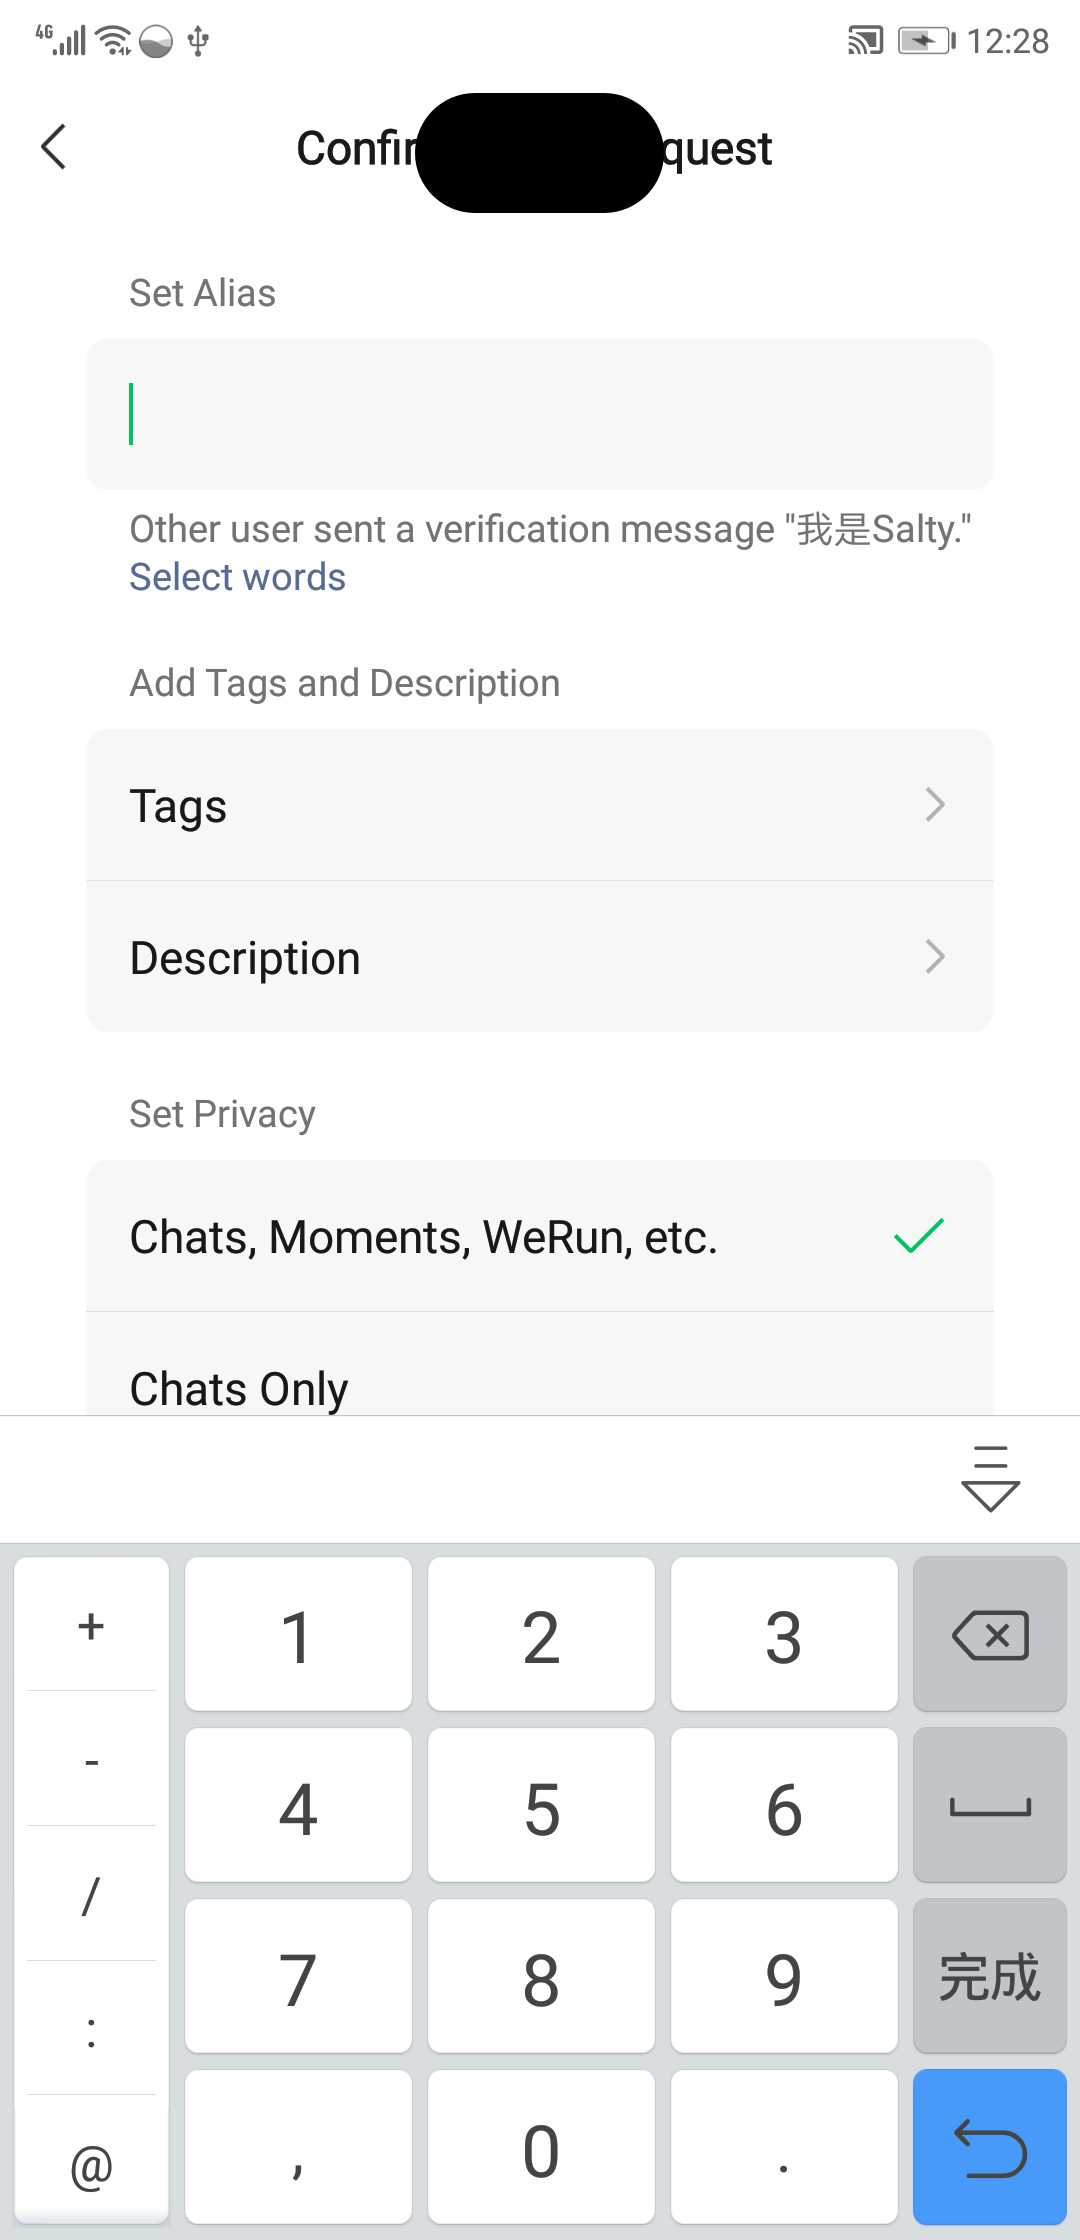 4G 12:28
Confir quest
Set Alias
Other user sent a verification message "我是Salty."
Select words
Add Tags and Description
Tags
Description
Set Privacy
Chats, Moments, WeRun, etc.
Chats Only
+ 1 2 3
- 4 5 6
/ 7 8 9 完成
:
@ , 0 .